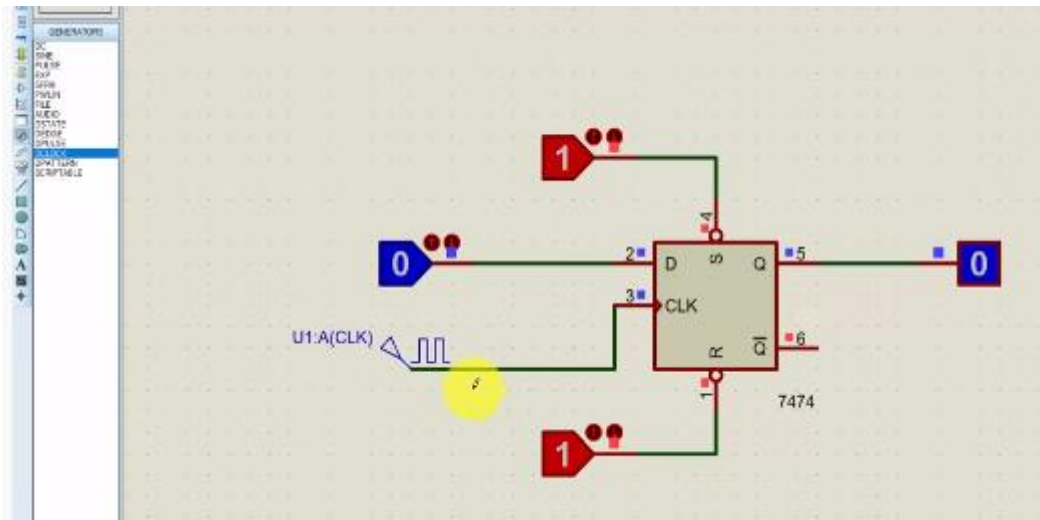 GENERATORS
DC
SINE
PULSE
EXP
SFFM
PWLIN
FILE
AUDIO
DSTATE
DEDGE
DPULSE
DCLOCK
DPATTERN
SCRIPTABLE
1
4
0
2
D
S
Q
5
0
3
CLK
U1:A(CLK)
R
Q
6
1
7474
1
A